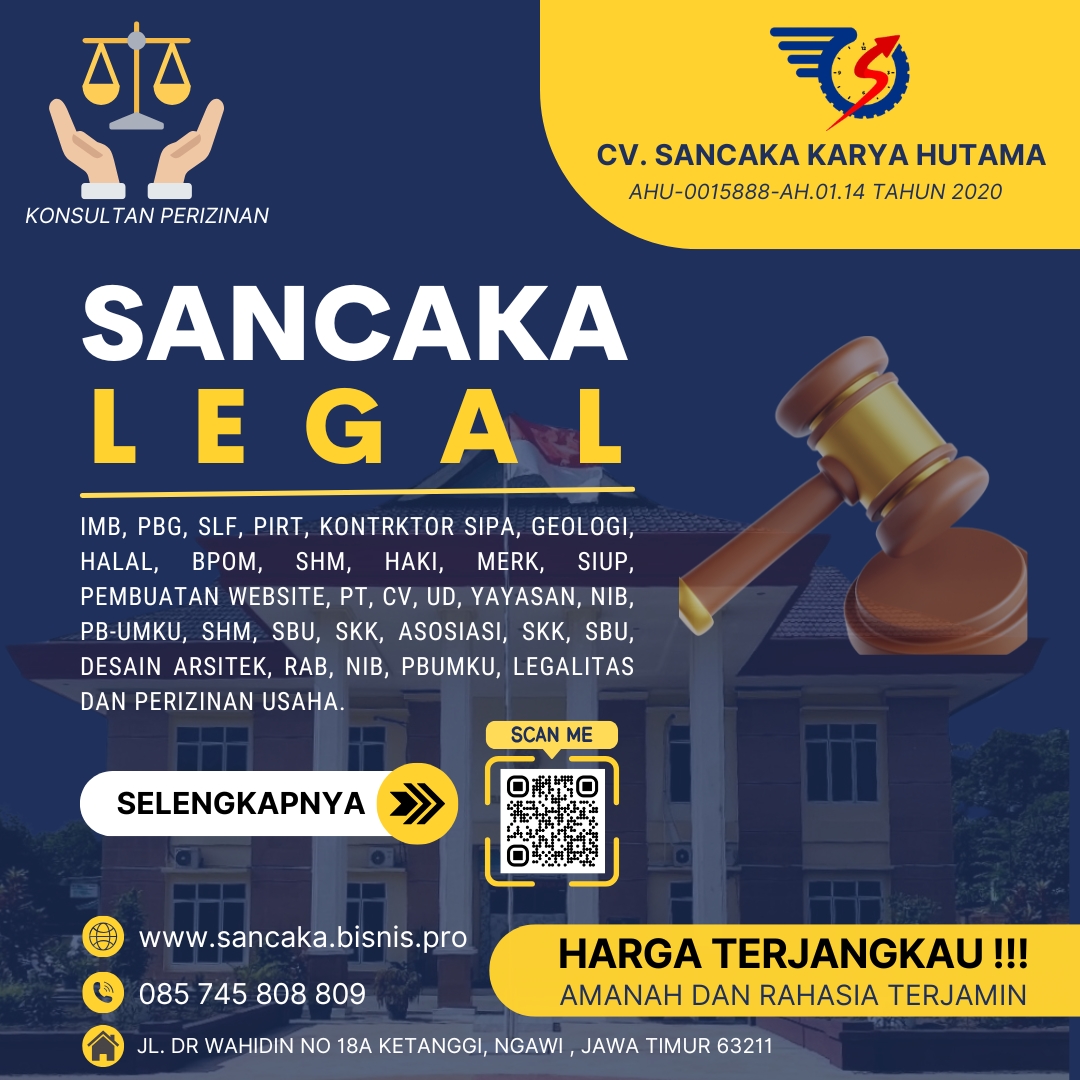 KONSULTAN PERIZINAN
CV. SANCAKA KARYA HUTAMA
AHU-0015888-AH.01.14 TAHUN 2020
SANCAKA
LEGAL
IMB, PBG, SLF, PIRT, KONTRKTOR SIPA, GEOLOGI,
HALAL, BPOM, SHM, HAKI, MERK, SIUP,
PEMBUATAN WEBSITE, PT, CV, UD, YAYASAN, NIB,
PB-UMKU, SHM, SBU, SKK, ASOSIASI, SKK, SBU,
DESAIN ARSITEK, RAB, NIB, PBUMKU, LEGALITAS
DAN PERIZINAN USAHA.
SCAN ME
SELENGKAPNYA
www.sancaka.bisnis.pro
085 745 808 809
JL. DR WAHIDIN NO 18A KETANGGI, NGAWI , JAWA TIMUR 63211
HARGA TERJANGKAU !!!
AMANAH DAN RAHASIA TERJAMIN